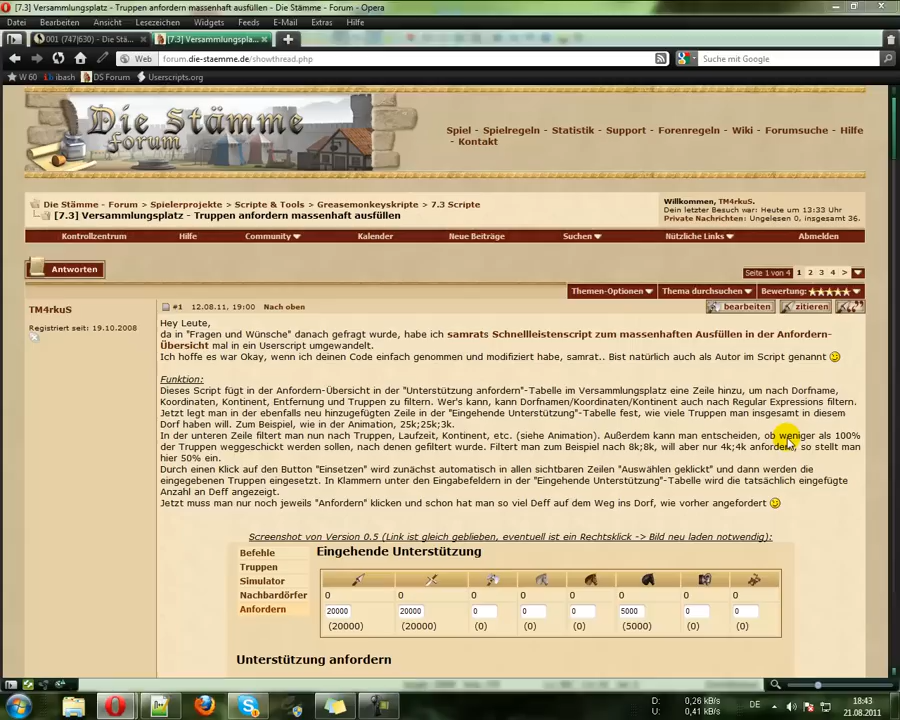 [7.3] Versammlungsplatz - Truppen anfordern massenhaft ausfüllen - Die Stämme - Forum - Opera
Datei Bearbeiten Ansicht Lesezeichen Widgets Feeds E-Mail Extras Hilfe
001 (747|630) - Die Stä... [7.3] Versammlungspla...
Web forum.die-staemme.de/showthread.php Suchen mit Google
W 60 ibash DS Forum Userscripts.org
Die Stämme
Forum
Spiel - Spielregeln - Statistik - Support - Forenregeln - Wiki - Forumsuche - Hilfe
- Kontakt
Die Stämme - Forum > Spielerprojekte > Scripte & Tools > Greasemonkeyskripte > 7.3 Scripte
[7.3] Versammlungsplatz - Truppen anfordern massenhaft ausfüllen
Willkommen, TM4rkuS.
Dein letzter Besuch war: Heute um 13:33 Uhr
Private Nachrichten: Ungelesen 0, insgesamt 36.
Kontrollzentrum Hilfe Community Kalender Neue Beiträge Suchen Nützliche Links Abmelden
Antworten
Seite 1 von 4 1 2 3 4 >
Themen-Optionen Thema durchsuchen Bewertung:
TM4rkuS
Registriert seit: 19.10.2008
#1 12.08.11, 19:00 Nach oben
bearbeiten zitieren
Hey Leute,
da in "Fragen und Wünsche" danach gefragt wurde, habe ich samrats Schnellleistenscript zum massenhaften Ausfüllen in der Anfordern-
Übersicht mal in ein Userscript umgewandelt.
Ich hoffe es war Okay, wenn ich deinen Code einfach genommen und modifiziert habe, samrat.. Bist natürlich auch als Autor im Script genannt
Funktion:
Dieses Script fügt in der Anfordern-Übersicht in der "Unterstützung anfordern"-Tabelle im Versammlungsplatz eine Zeile hinzu, um nach Dorfname,
Koordinaten, Kontinent, Entfernung und Truppen zu filtern. Wer's kann, kann Dorfnamen/Koordinaten/Kontinent auch nach Regular Expressions filtern.
Jetzt legt man in der ebenfalls neu hinzugefügten Zeile in der "Eingehende Unterstützung"-Tabelle fest, wie viele Truppen man insgesamt in diesem
Dorf haben will. Zum Beispiel, wie in der Animation, 25k;25k;3k.
In der unteren Zeile filtert man nun nach Truppen, Laufzeit, Kontinent, etc. (siehe Animation). Außerdem kann man entscheiden, ob weniger als 100%
der Truppen weggeschickt werden sollen, nach denen gefiltert wurde. Filtert man zum Beispiel nach 8k;8k, will aber nur 4k;4k anfordern, so stellt man
hier 50% ein.
Durch einen Klick auf den Button "Einsetzen" wird zunächst automatisch in allen sichtbaren Zeilen "Auswählen geklickt" und dann werden die
eingegebenen Truppen eingesetzt. In Klammern unter den Eingabefeldern in der "Eingehende Unterstützung"-Tabelle wird die tatsächlich eingefügte
Anzahl an Deff angezeigt.
Jetzt muss man nur noch jeweils "Anfordern" klicken und schon hat man so viel Deff auf dem Weg ins Dorf, wie vorher angefordert
Screenshot von Version 0.5 (Link ist gleich geblieben, eventuell ist ein Rechtsklick -> Bild neu laden notwendig):
Befehle
Truppen
Simulator
Nachbardörfer
Anfordern
Eingehende Unterstützung
0 0 0 0 0 0 0 0
20000 20000 0 0 0 5000 0 0
(20000) (20000) (0) (0) (0) (5000) (0) (0)
Unterstützung anfordern
D: 0,26 kB/s
U: 0,41 kB/s
DE
18:43
21.08.2011